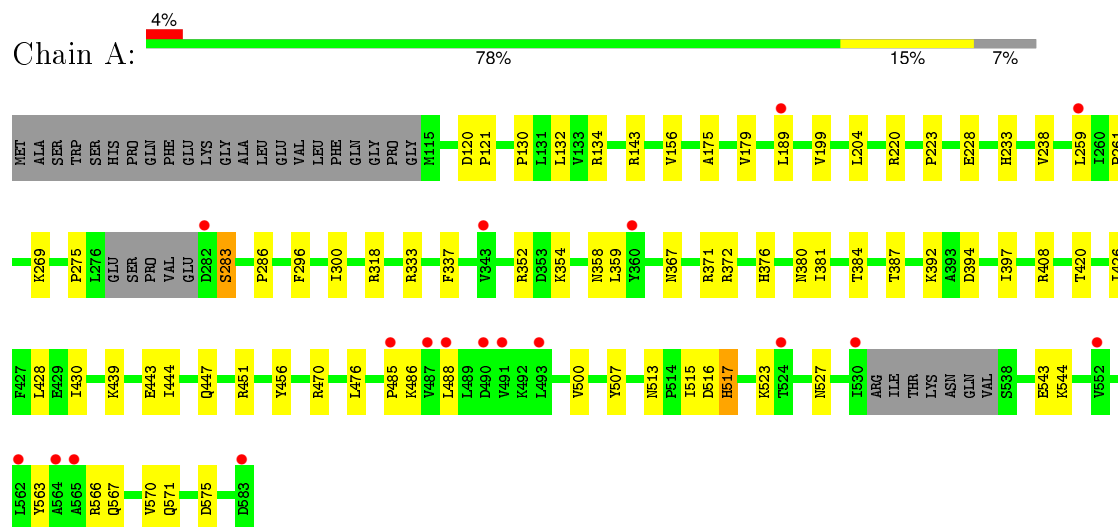 4%
Chain A:
78% 15% 7%
MET ALA SER TRP SER HIS PRO GLN PHE GLU LYS GLY ALA LEU GLU VAL LEU PHE GLN GLY PRO GLY M115 D120 P121 P130 L131 L132 V133 R134 R143 V156 A175 V179 L189 V199 L204 R220 P223 E228 H233 V238 L259 I260 P261
K269 P275 L276 GLU SER PRO VAL GLU D282 S283 P286 F296 I300 R318 R333 F337 V343 R352 D353 K354 N358 L359 Y360 N367 R371 R372 H376 N380 I381 T384 T387 K392 A393 D394 I397 R408 T420
F427 L428 E429 I430 K439 E443 I444 Q447 R451 Y456 R470 L476 P485 K486 V487 L488 L489 D490 V491 K492 L493 V500 Y507 N513 P514 I515 D516 H517 K523 T524 N527 I530 ARG ILE THR LYS ASN GLN VAL S538 E543 K544 V552
L562 Y563 A564 A565 R566 Q567 V570 Q571 D575 D583